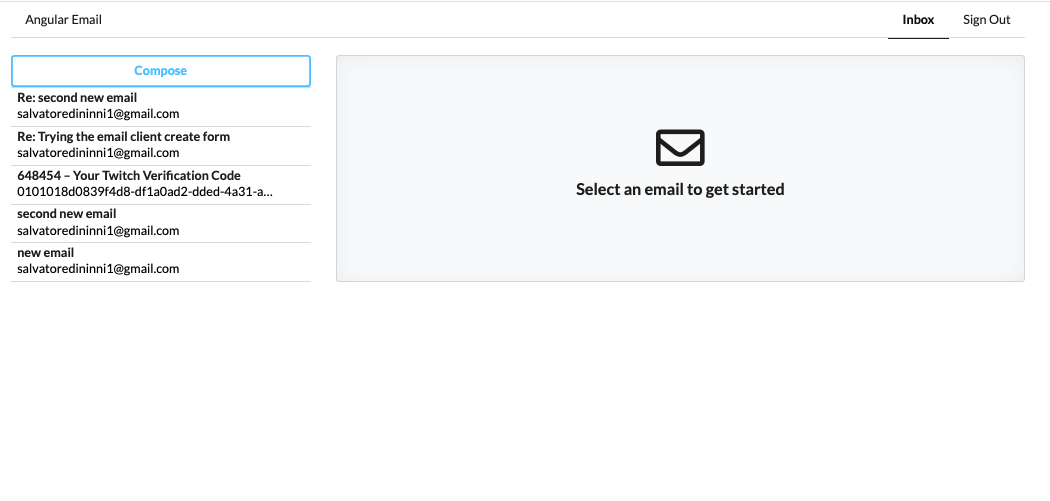 Angular Email
Inbox
Sign Out
Compose
Re: second new email
salvatoredininni1@gmail.com
Re: Trying the email client create form
salvatoredininni1@gmail.com
648454 – Your Twitch Verification Code
0101018d0839f4d8-df1a0ad2-dded-4a31-a...
second new email
salvatoredininni1@gmail.com
new email
salvatoredininni1@gmail.com
Select an email to get started